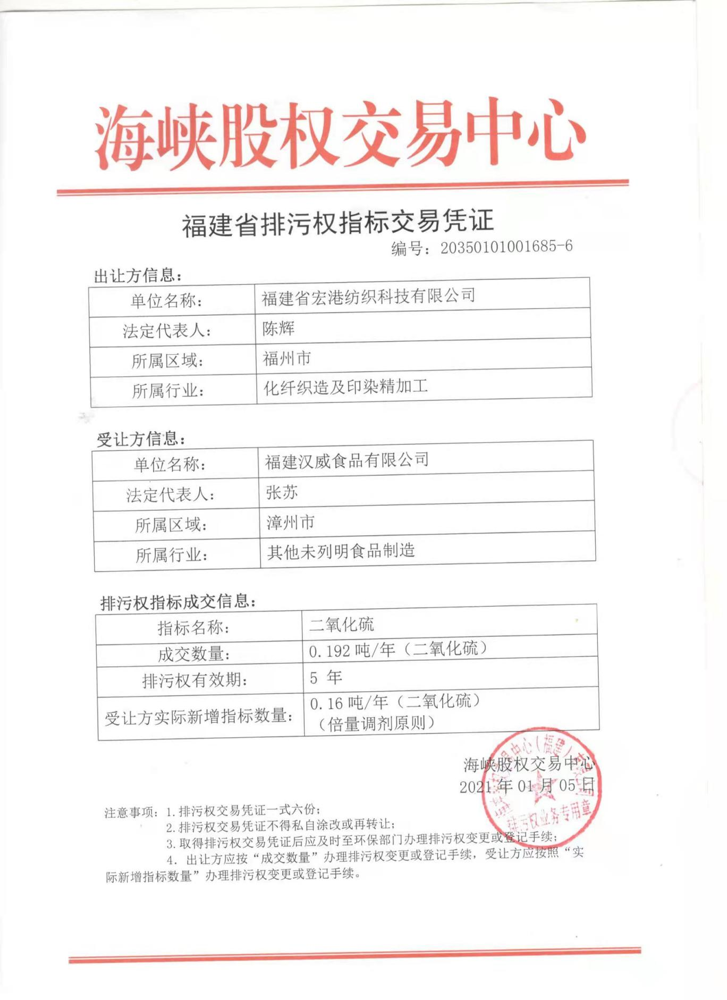 海峡股权交易中心
福建省排污权指标交易凭证
编号：20350101001685-6
出让方信息：
单位名称： 福建省宏港纺织科技有限公司
法定代表人： 陈辉
所属区域： 福州市
所属行业： 化纤织造及印染精加工
受让方信息：
单位名称： 福建汉威食品有限公司
法定代表人： 张苏
所属区域： 漳州市
所属行业： 其他未列明食品制造
排污权指标成交信息：
指标名称： 二氧化硫
成交数量： 0.192吨/年（二氧化硫）
排污权有效期： 5 年
受让方实际新增指标数量： 0.16吨/年（二氧化硫）
（倍量调剂原则）
海峡股权交易中心
2021年01月05日
易中心（福建）
排污权业务专用章
注意事项：1.排污权交易凭证一式六份；
2.排污权交易凭证不得私自涂改或再转让；
3.取得排污权交易凭证后应及时至环保部门办理排污权变更或登记手续；
4. 出让方应按“成交数量”办理排污权变更或登记手续，受让方应按照“实
际新增指标数量”办理排污权变更或登记手续。